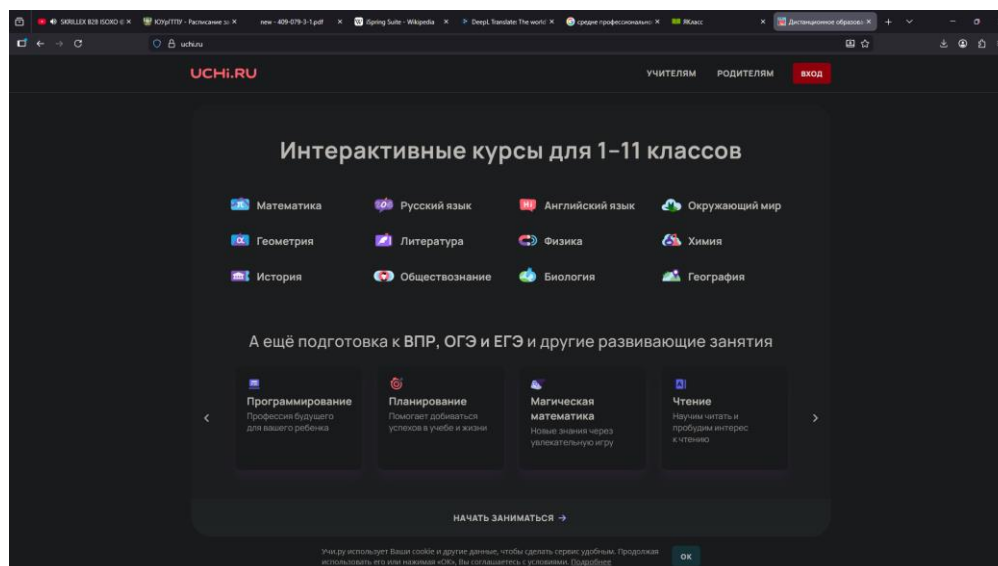 SKRILLEX B2B ISOXO
ЮУрГГПУ - Расписание за
new - 409-079-3-1.pdf
iSpring Suite - Wikipedia
DeepL Translate: The world
средне профессиональн
ЯКласс
Дистанционное образова
uchi.ru
UCHi.RU
УЧИТЕЛЯМ РОДИТЕЛЯМ ВХОД
Интерактивные курсы для 1–11 классов
Математика Русский язык Английский язык Окружающий мир
Геометрия Литература Физика Химия
История Обществознание Биология География
А ещё подготовка к ВПР, ОГЭ и ЕГЭ и другие развивающие занятия
Программирование
Профессия будущего
для вашего ребенка
Планирование
Помогает добиваться
успехов в учебе и жизни
Магическая
математика
Новые знания через
увлекательную игру
Чтение
Научим читать и
пробудим интерес
к чтению
НАЧАТЬ ЗАНИМАТЬСЯ →
Учи.ру использует Ваши cookie и другие данные, чтобы сделать сервис удобным. Продолжая
использовать его или нажимая «ОК», Вы соглашаетесь с условиями. Подробнее
ОК